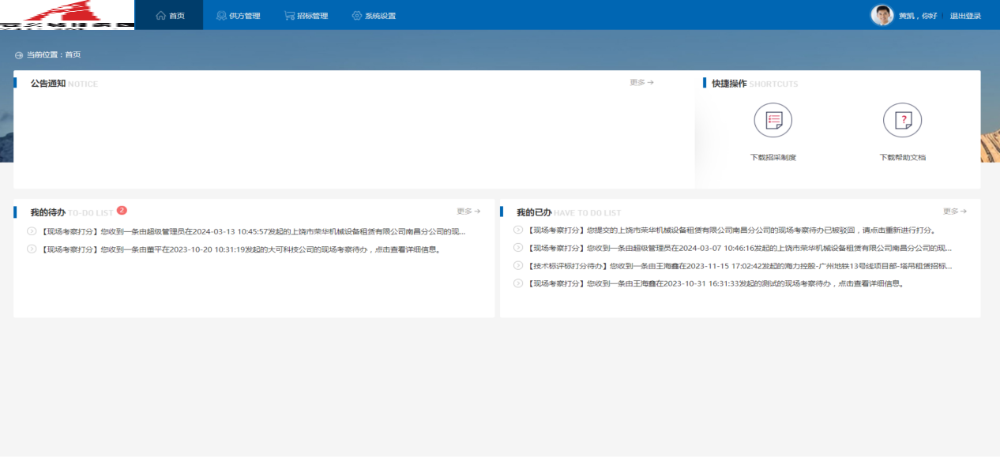 首页 供方管理 招标管理 系统设置 黄凯，你好 退出登录
当前位置：首页
公告通知 NOTICE 更多
快捷操作 SHORTCUTS
下载招采制度 下载帮助文档
我的待办 TO-DO LIST 2 更多
【现场考察打分】您收到一条由超级管理员在2024-03-13 10:45:57发起的上饶市荣华机械设备租赁有限公司南昌分公司的现...
【现场考察打分】您收到一条由董平在2023-10-20 10:31:19发起的大可科技公司的现场考察待办，点击查看详细信息。
我的已办 HAVE TO DO LIST 更多
【现场考察打分】您提交的上饶市荣华机械设备租赁有限公司南昌分公司的现场考察待办已被驳回，请点击重新进行打分。
【现场考察打分】您收到一条由超级管理员在2024-03-07 10:46:16发起的上饶市荣华机械设备租赁有限公司南昌分公司的现...
【技术标评标打分待办】您收到一条由王海鑫在2023-11-15 17:02:42发起的海力控股-广州地铁13号线项目部-塔吊租赁招标...
【现场考察打分】您收到一条由王海鑫在2023-10-31 16:31:33发起的测试的现场考察待办，点击查看详细信息。